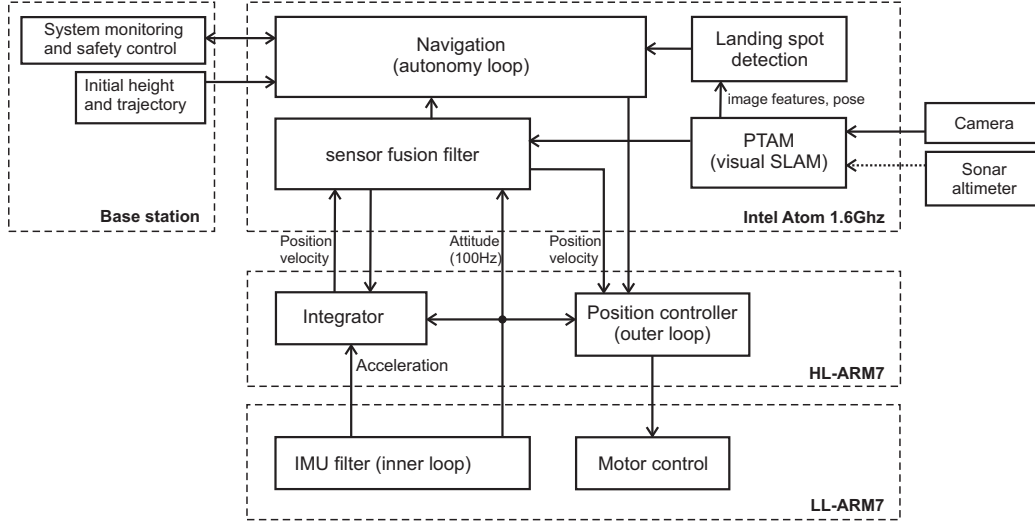 System monitoring
and safety control
Initial height
and trajectory
Base station
Navigation
(autonomy loop)
Landing spot
detection
image features, pose
sensor fusion filter
PTAM
(visual SLAM)
Intel Atom 1.6Ghz
Camera
Sonar
altimeter
Position
velocity
Attitude
(100Hz)
Position
velocity
Integrator
Position controller
(outer loop)
Acceleration
HL-ARM7
IMU filter (inner loop)
Motor control
LL-ARM7